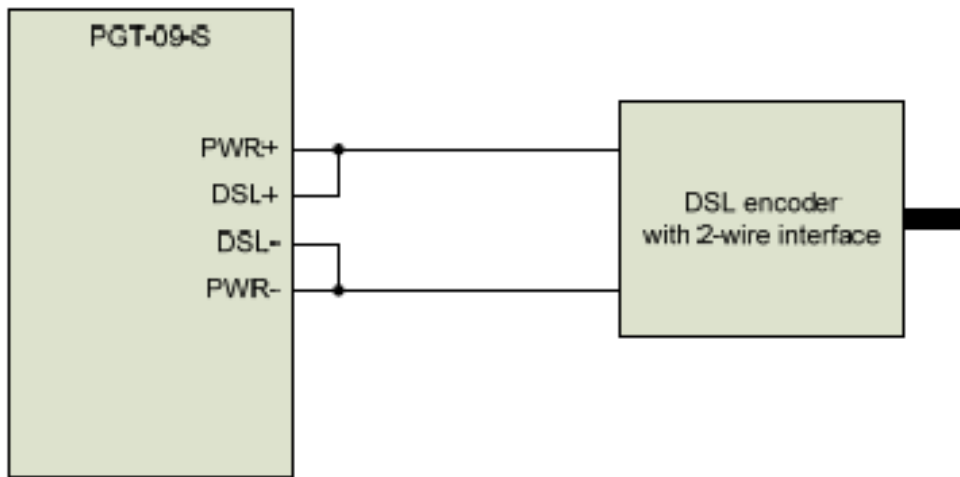 PGT-09-S
PWR+
DSL+
DSL-
PWR-
DSL encoder
with 2-wire interface